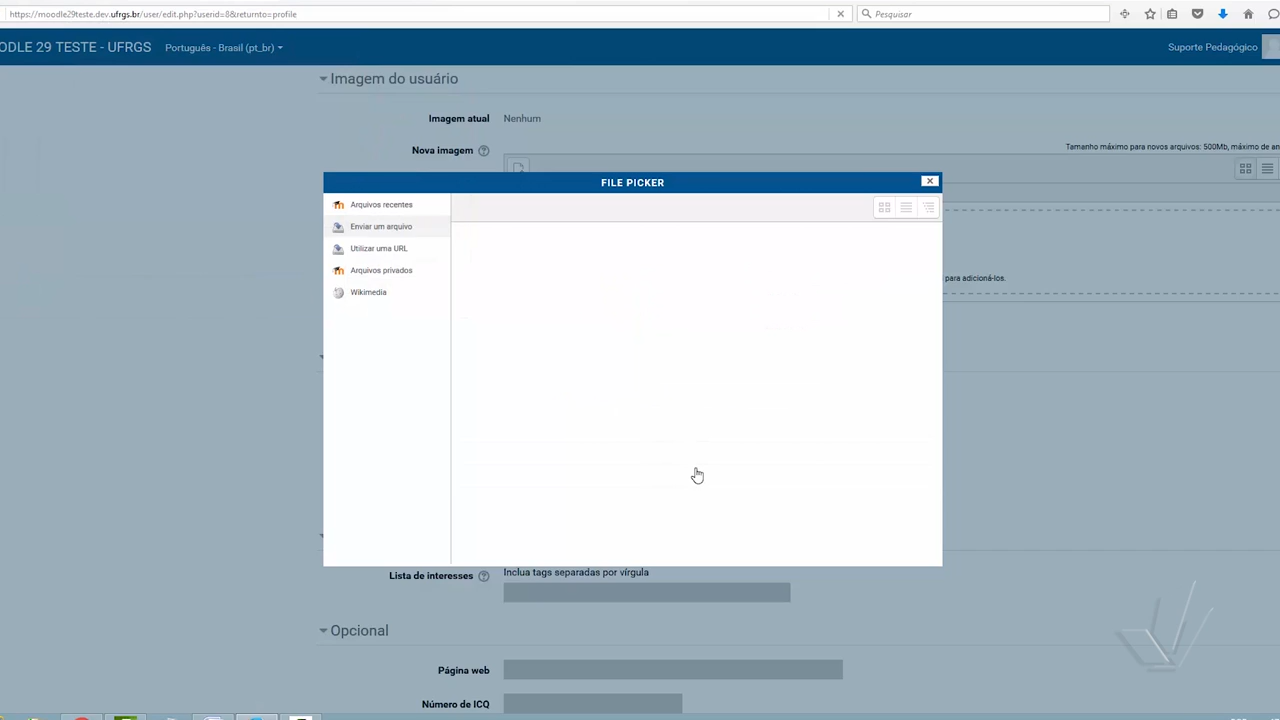 https://moodle29teste.dev.ufrgs.br/user/edit.php?userid=8&returnto=profile
Pesquisar
ODLE 29 TESTE - UFRGS
Português - Brasil (pt_br)
Suporte Pedagógico
Imagem do usuário
Imagem atual
Nenhum
Nova imagem
Tamanho máximo para novos arquivos: 500Mb, máximo de an
FILE PICKER
Arquivos recentes
Enviar um arquivo
Utilizar uma URL
Arquivos privados
Wikimedia
para adicioná-los.
Lista de interesses
Inclua tags separadas por vírgula
Opcional
Página web
Número de ICQ